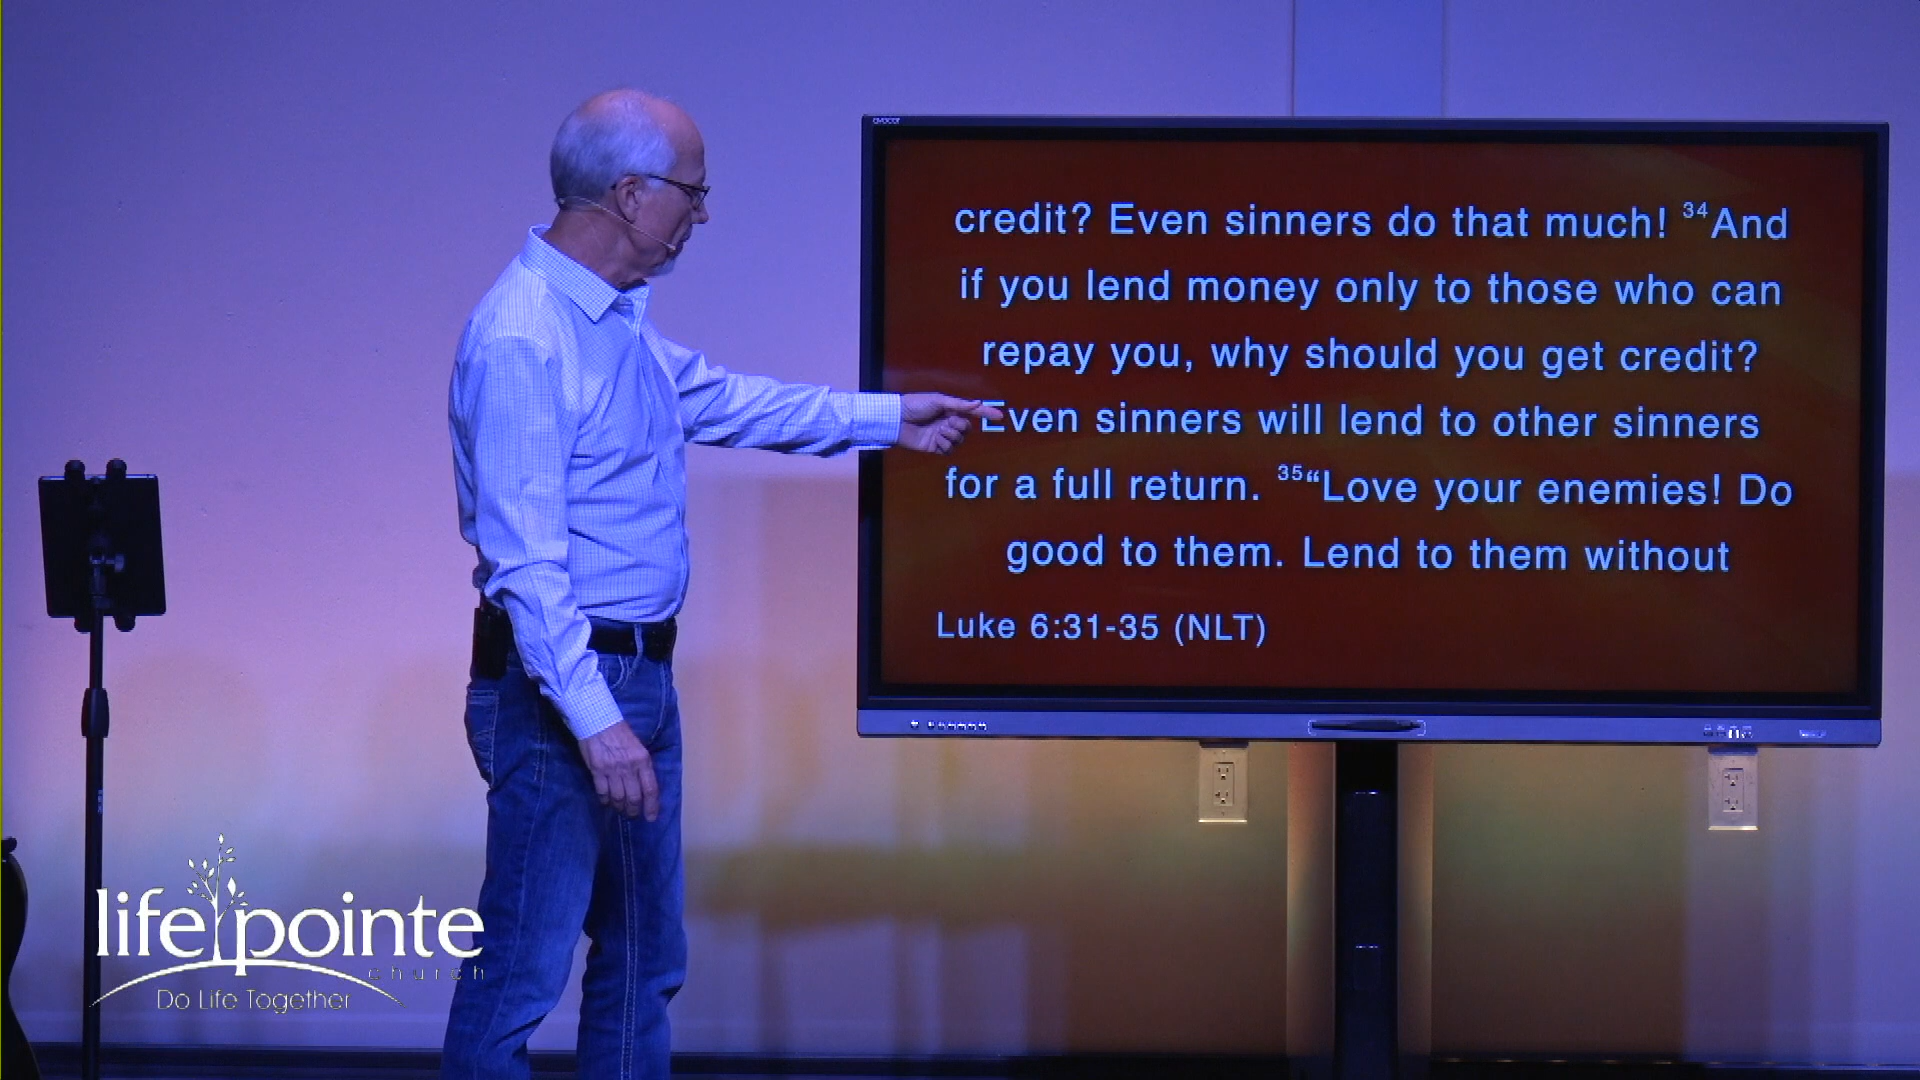 avocor
credit? Even sinners do that much! ³⁴And
if you lend money only to those who can
repay you, why should you get credit?
Even sinners will lend to other sinners
for a full return. ³⁵“Love your enemies! Do
good to them. Lend to them without
Luke 6:31-35 (NLT)
life pointe
church
Do Life Together